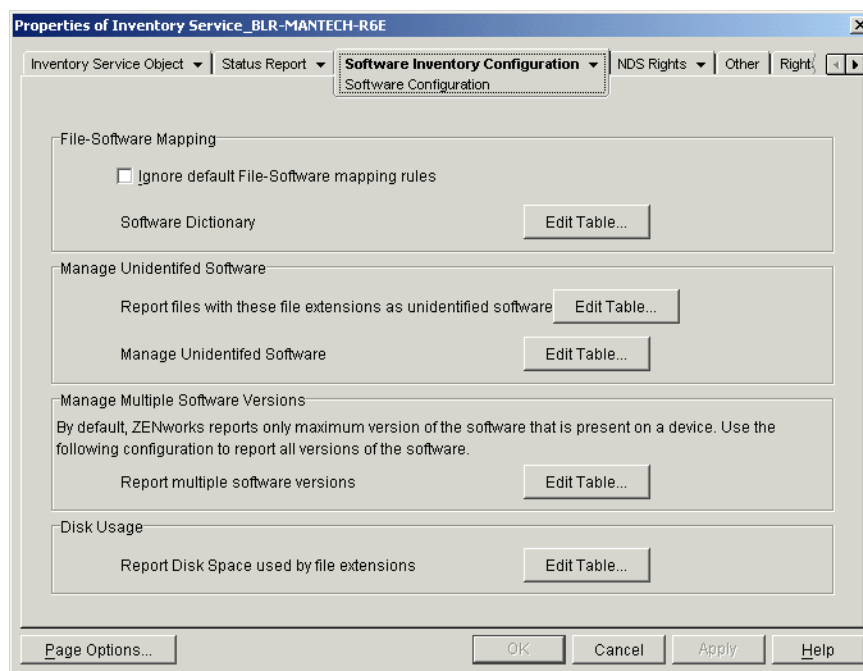 Properties of Inventory Service_BLR-MANTECH-R6E
Inventory Service Object
Status Report
Software Inventory Configuration
NDS Rights
Other
Software Configuration
File-Software Mapping
Ignore default File-Software mapping rules
Software Dictionary
Edit Table...
Manage Unidentifed Software
Report files with these file extensions as unidentified software
Edit Table...
Manage Unidentifed Software
Edit Table...
Manage Multiple Software Versions
By default, ZENworks reports only maximum version of the software that is present on a device. Use the
following configuration to report all versions of the software.
Report multiple software versions
Edit Table...
Disk Usage
Report Disk Space used by file extensions
Edit Table...
Page Options...
OK
Cancel
Apply
Help